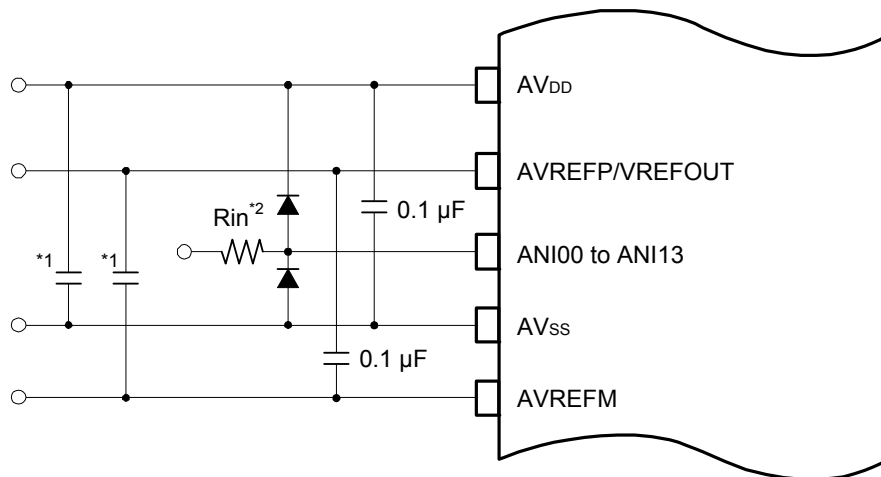 AVDD
AVREFP/VREFOUT
Rin*2
0.1 µF
*1
*1
ANI00 to ANI13
AVSS
0.1 µF
AVREFM